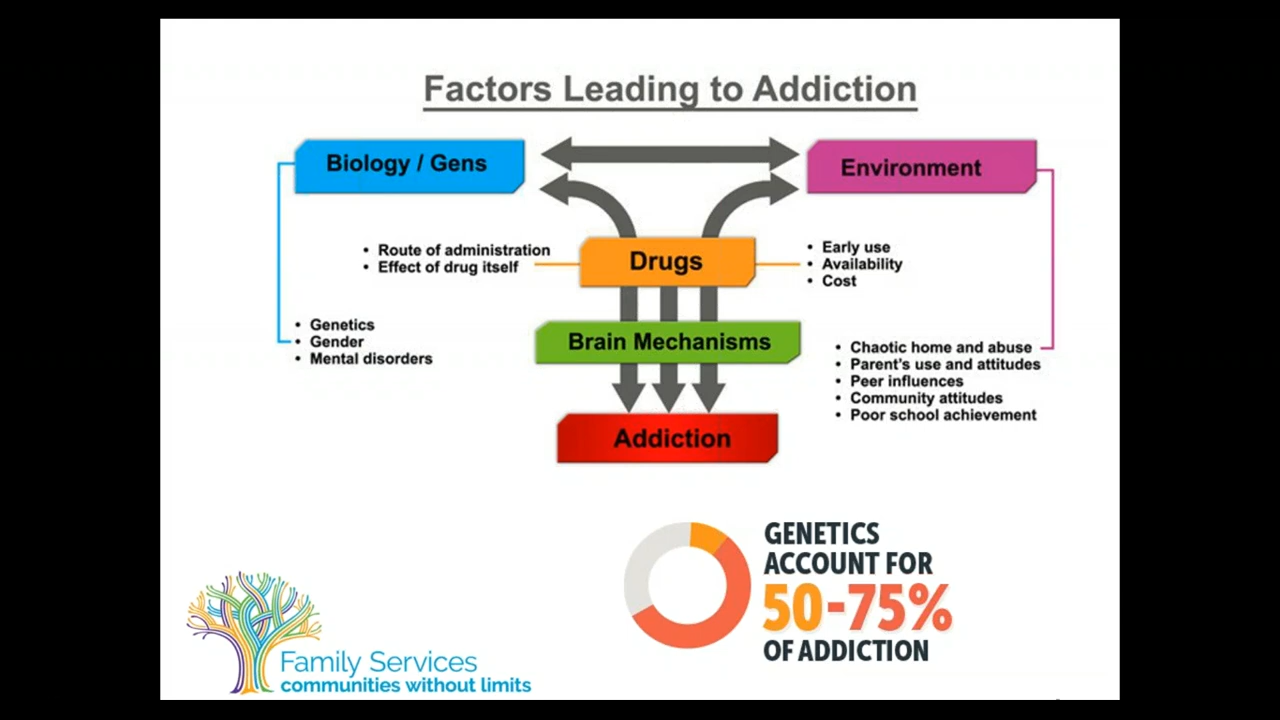 Factors Leading to Addiction
Biology / Gens
Environment
• Route of administration
• Effect of drug itself
Drugs
• Early use
• Availability
• Cost
• Genetics
• Gender
• Mental disorders
Brain Mechanisms
• Chaotic home and abuse
• Parent's use and attitudes
• Peer influences
• Community attitudes
• Poor school achievement
Addiction
GENETICS
ACCOUNT FOR
50-75%
OF ADDICTION
Family Services
communities without limits